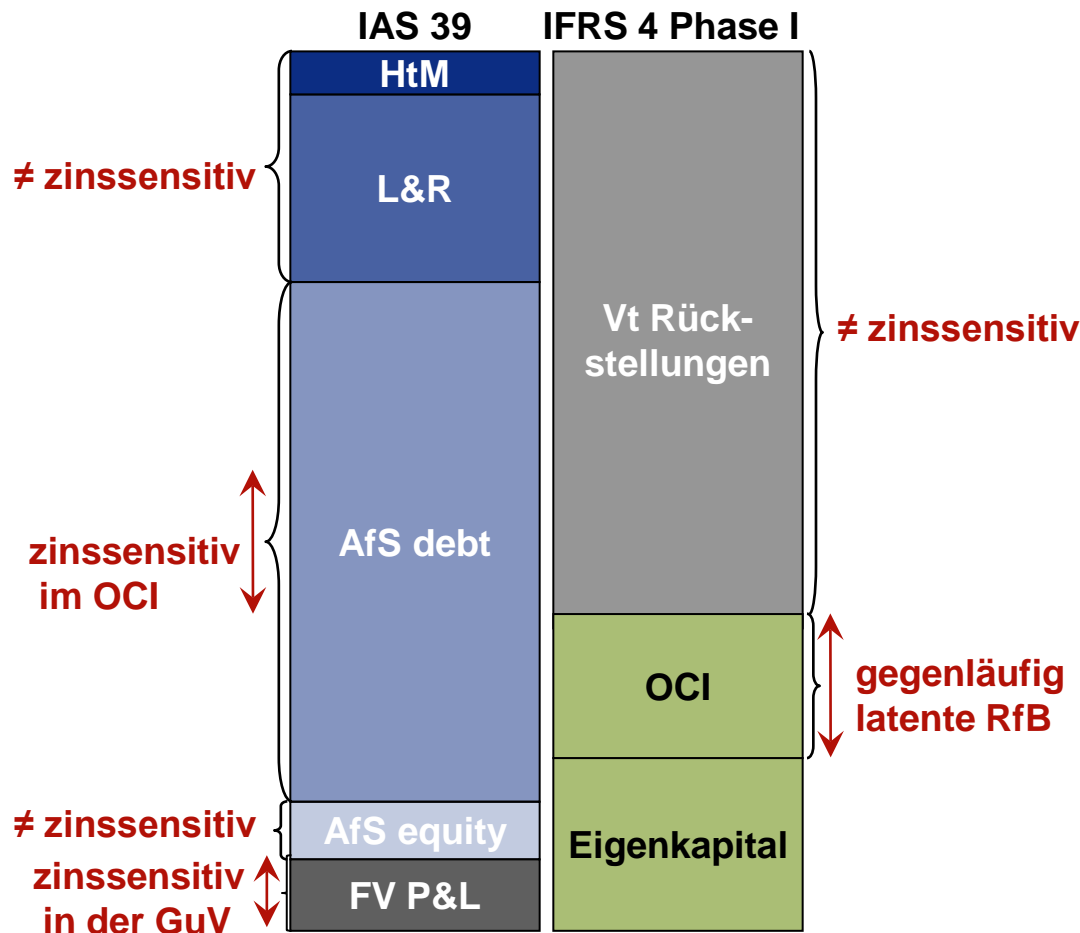 IAS 39
IFRS 4 Phase I
HtM
≠ zinssensitiv
L&R
Vt Rück-
stellungen
≠ zinssensitiv
AfS debt
zinssensitiv
im OCI
OCI
gegenläufig
latente RfB
≠ zinssensitiv
AfS equity
Eigenkapital
zinssensitiv
in der GuV
FV P&L